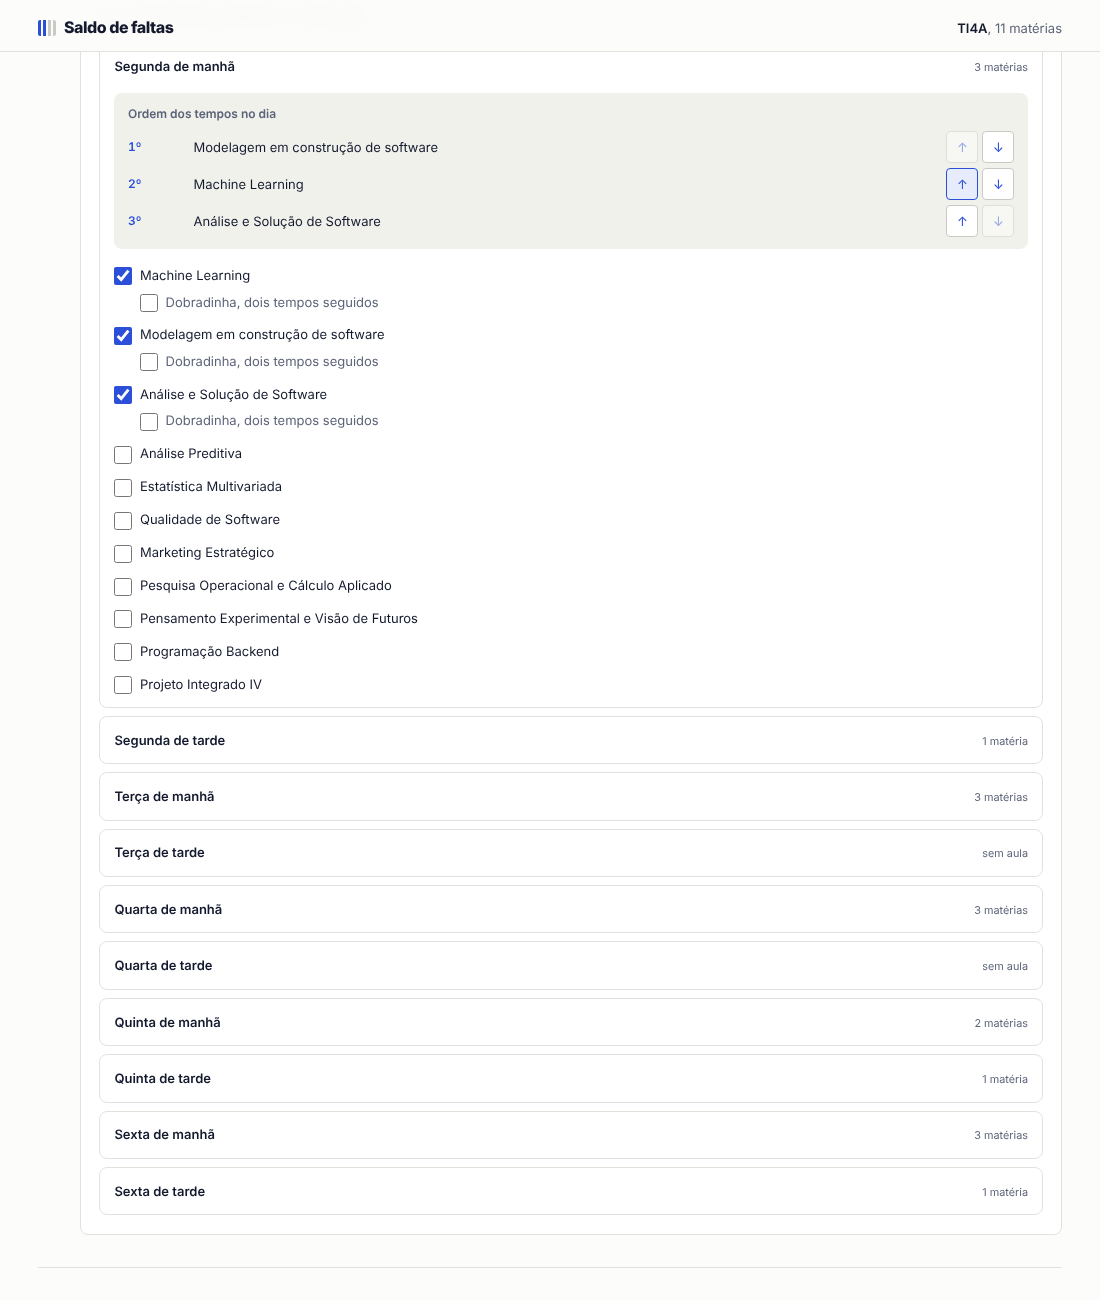 Saldo de faltas
TI4A, 11 matérias
Segunda de manhã
3 matérias
Ordem dos tempos no dia
1º Modelagem em construção de software ↑ ↓
2º Machine Learning ↑ ↓
3º Análise e Solução de Software ↑ ↓
Machine Learning
Dobradinha, dois tempos seguidos
Modelagem em construção de software
Dobradinha, dois tempos seguidos
Análise e Solução de Software
Dobradinha, dois tempos seguidos
Análise Preditiva
Estatística Multivariada
Qualidade de Software
Marketing Estratégico
Pesquisa Operacional e Cálculo Aplicado
Pensamento Experimental e Visão de Futuros
Programação Backend
Projeto Integrado IV
Segunda de tarde
1 matéria
Terça de manhã
3 matérias
Terça de tarde
sem aula
Quarta de manhã
3 matérias
Quarta de tarde
sem aula
Quinta de manhã
2 matérias
Quinta de tarde
1 matéria
Sexta de manhã
3 matérias
Sexta de tarde
1 matéria